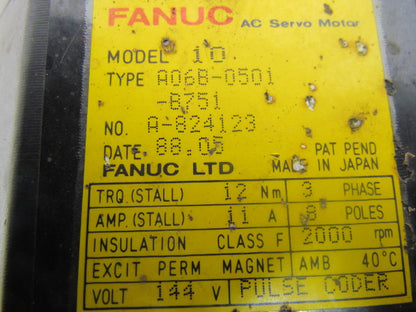 FANUC AC Servo Motor
MODEL 10
TYPE A06B-0501
-B751
NO. A-824123
DATE. 88.05
PAT PEND
FANUC LTD MADE IN JAPAN
TRQ.(STALL) 12 Nm 3 PHASE
AMP.(STALL) 11 A 8 POLES
INSULATION CLASS F 2000 rpm
EXCIT PERM MAGNET AMB 40°C
VOLT 144 V PULSE CODER